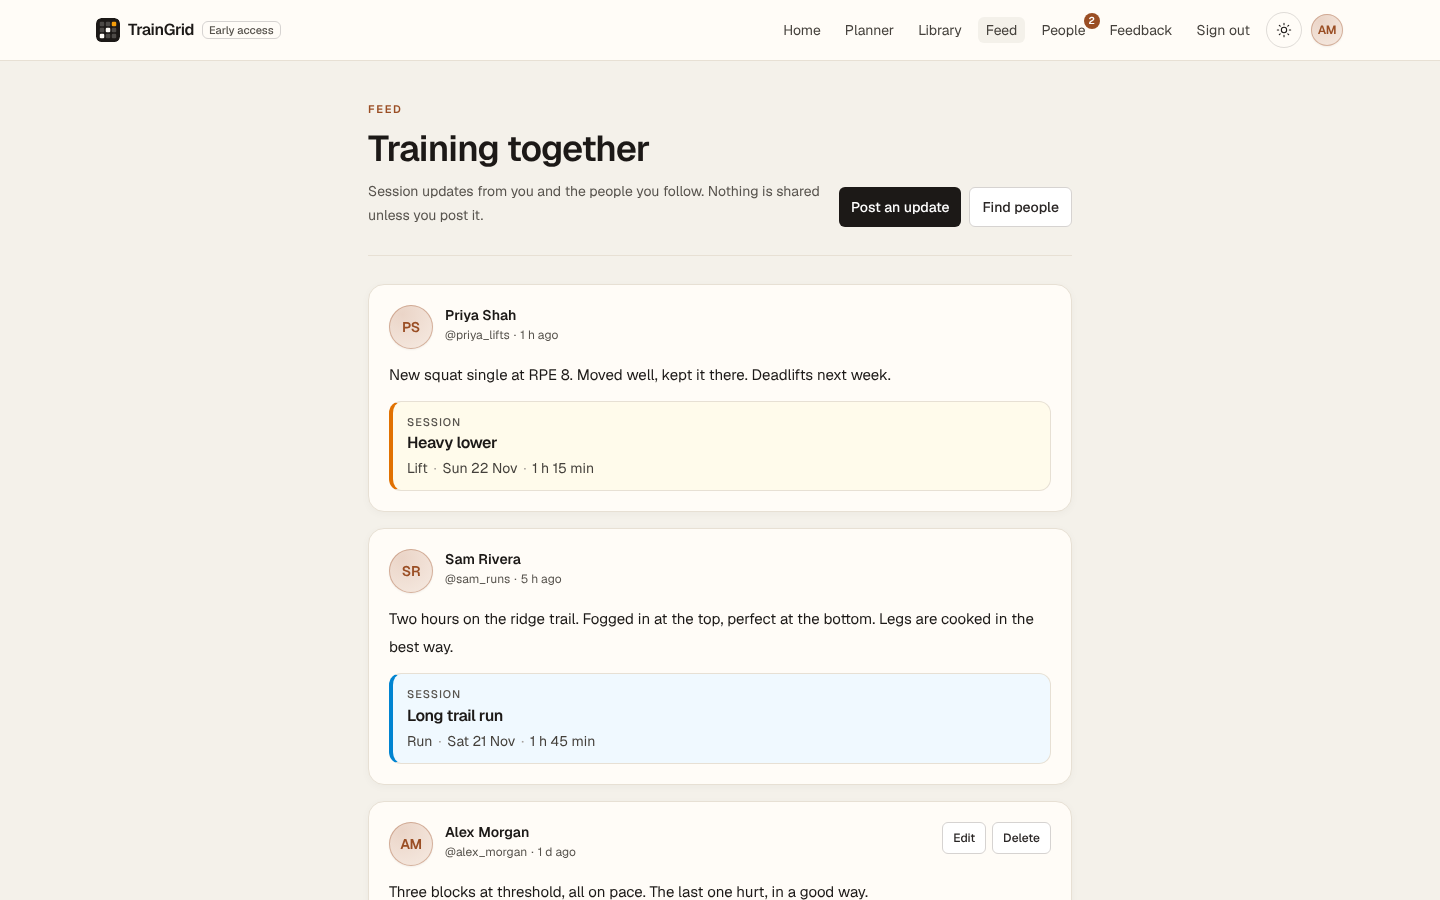 TrainGrid Early access Home Planner Library Feed People 2 Feedback Sign out AM
FEED
Training together
Session updates from you and the people you follow. Nothing is shared
unless you post it.
Post an update Find people
PS
Priya Shah
@priya_lifts · 1 h ago
New squat single at RPE 8. Moved well, kept it there. Deadlifts next week.
SESSION
Heavy lower
Lift · Sun 22 Nov · 1 h 15 min
SR
Sam Rivera
@sam_runs · 5 h ago
Two hours on the ridge trail. Fogged in at the top, perfect at the bottom. Legs are cooked in the
best way.
SESSION
Long trail run
Run · Sat 21 Nov · 1 h 45 min
AM
Alex Morgan
@alex_morgan · 1 d ago
Edit Delete
Three blocks at threshold, all on pace. The last one hurt, in a good way.